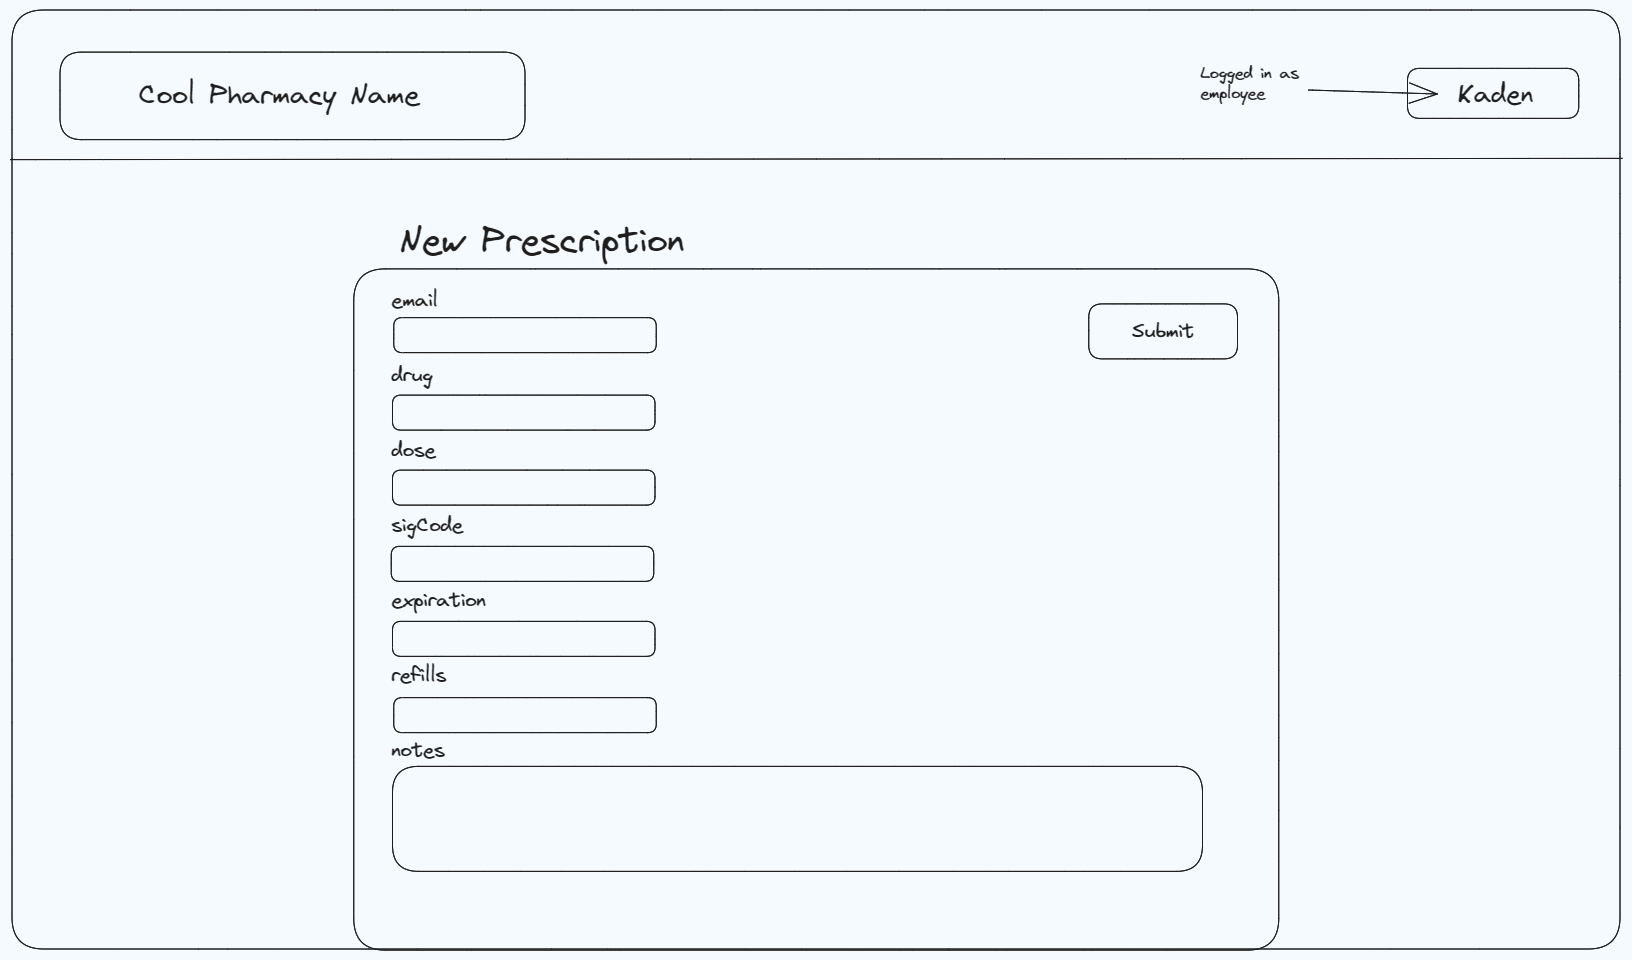 Cool Pharmacy Name
Logged in as
employee
Kaden
New Prescription
email
Submit
drug
dose
sigCode
expiration
refills
notes